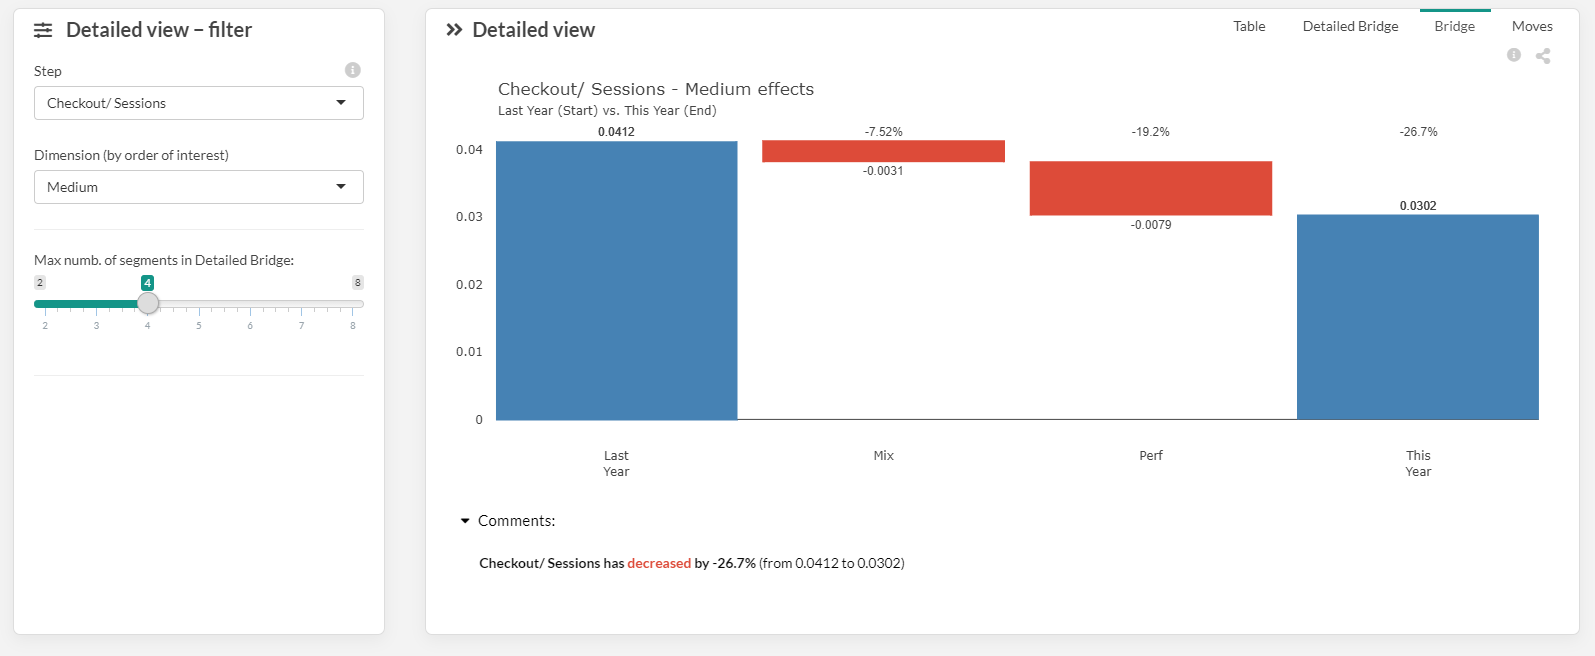 Detailed view – filter
Step
Checkout/ Sessions
Dimension (by order of interest)
Medium
Max numb. of segments in Detailed Bridge:
2 4 8
2 3 4 5 6 7 8
Detailed view
Table Detailed Bridge Bridge Moves
Checkout/ Sessions - Medium effects
Last Year (Start) vs. This Year (End)
0.0412 -7.52% -19.2% -26.7%
0.04
-0.0031
0.03
0.0302
-0.0079
0.02
0.01
0
Last Year
Mix
Perf
This Year
Comments:
Checkout/ Sessions has decreased by -26.7% (from 0.0412 to 0.0302)